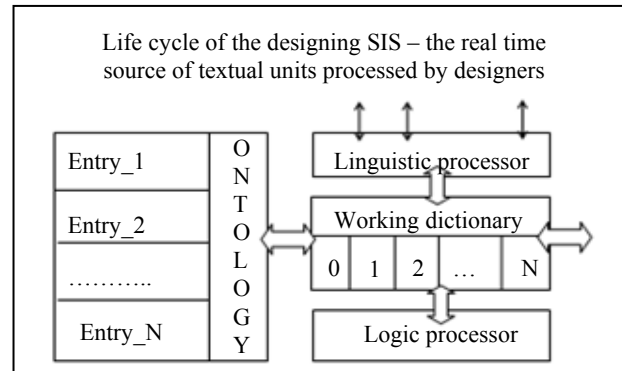 Life cycle of the designing SIS – the real time
source of textual units processed by designers
Entry_1
Entry_2
………..
Entry_N
O
N
T
O
L
O
G
Y
Linguistic processor
Working dictionary
0 1 2 … N
Logic processor